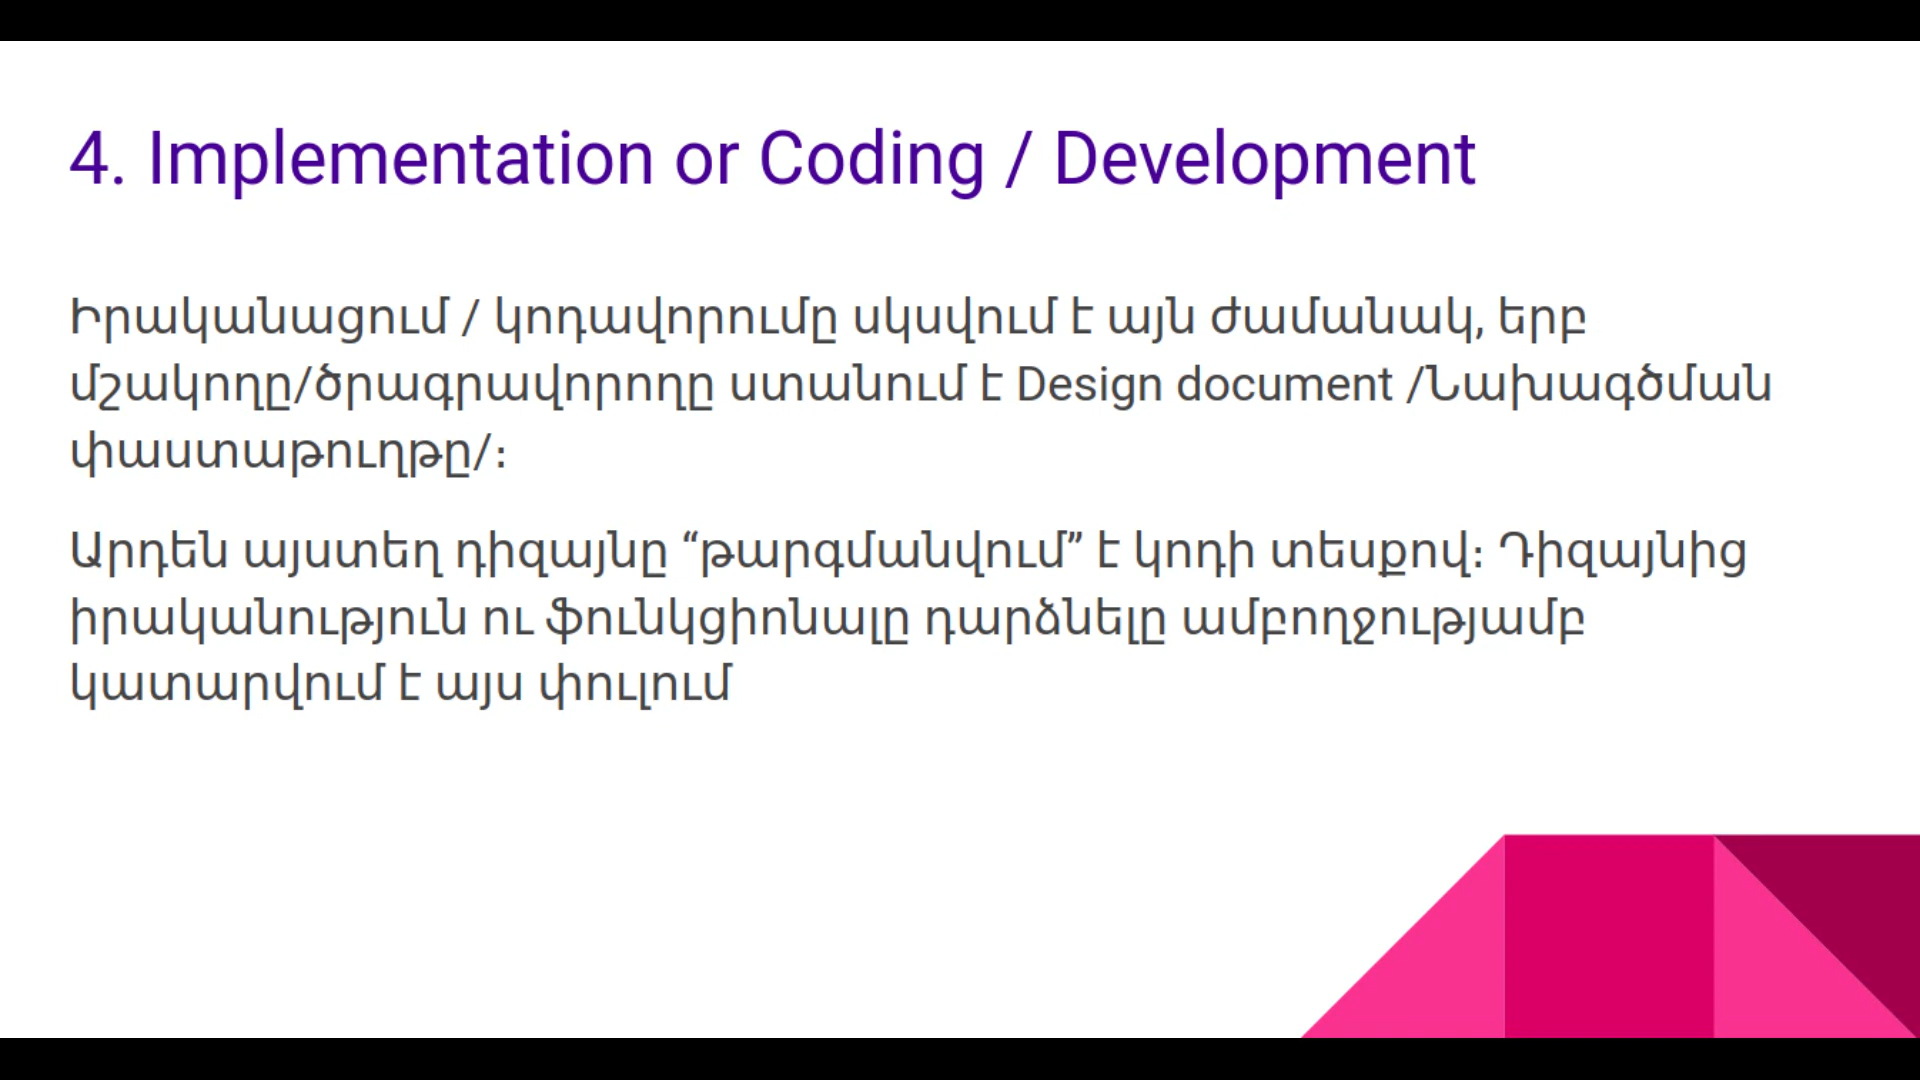 4. Implementation or Coding / Development
Իրականացում / կոդավորումը սկսվում է այն ժամանակ, երբ
մշակողը/ծրագրավորողը ստանում է Design document /Նախագծման
փաստաթուղթը/։
Արդեն այստեղ դիզայնը “թարգմանվում” է կոդի տեսքով։ Դիզայնից
իրականություն ու ֆունկցիոնալը դարձնելը ամբողջությամբ
կատարվում է այս փուլում